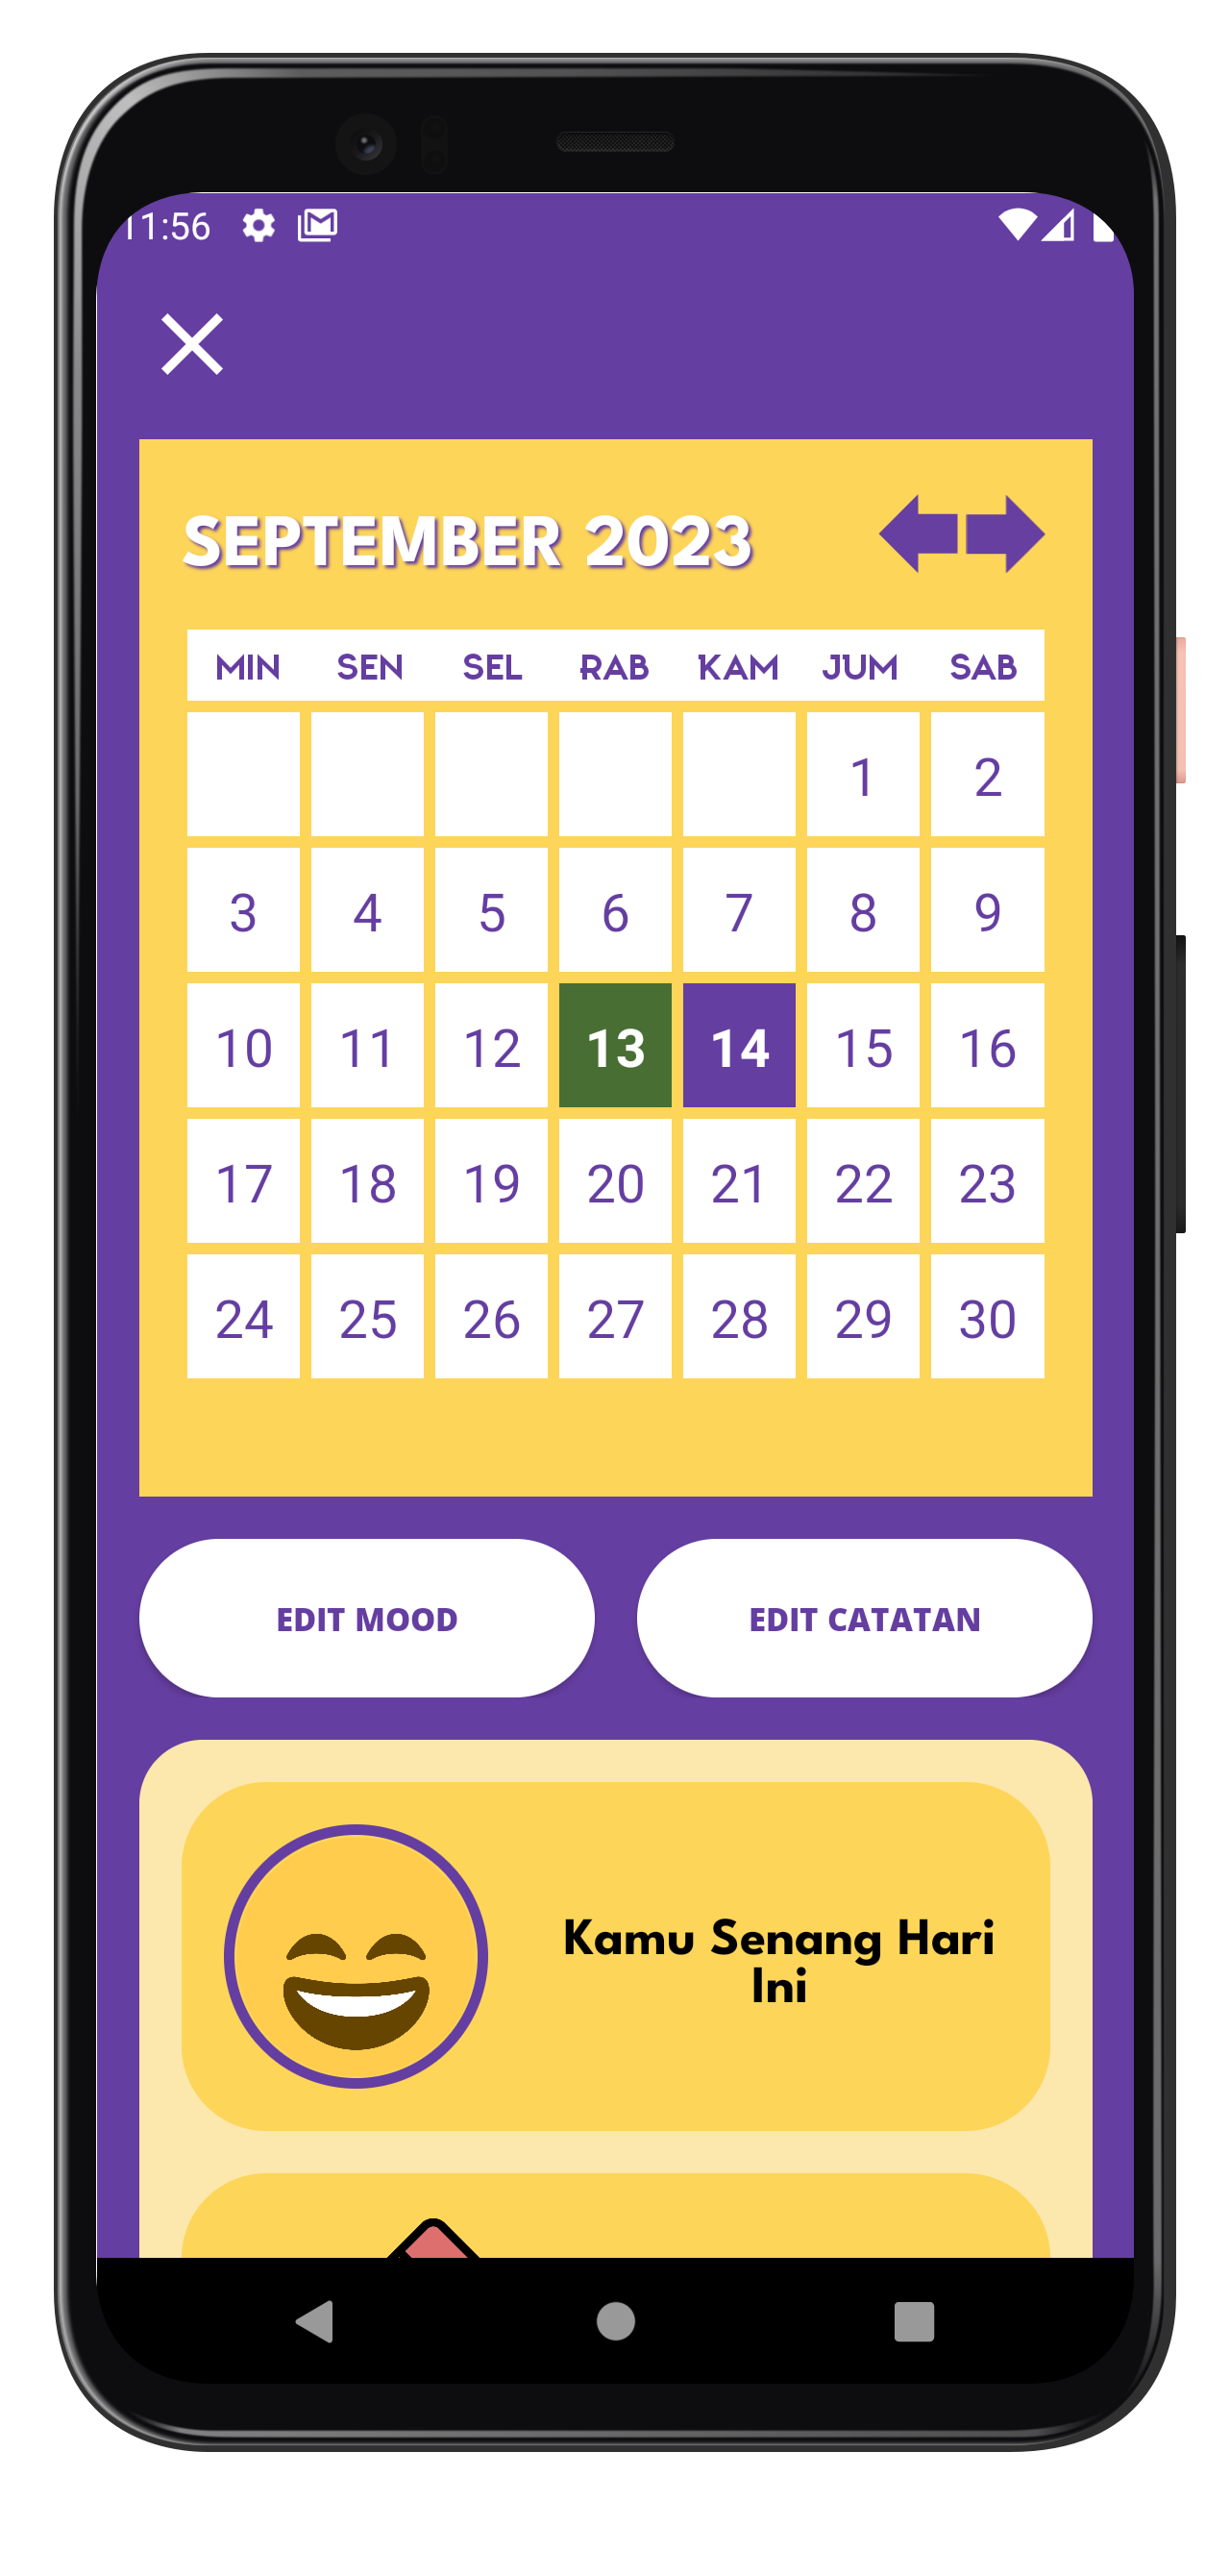 11:56
SEPTEMBER 2023
MIN SEN SEL RAB KAM JUM SAB
1 2
3 4 5 6 7 8 9
10 11 12 13 14 15 16
17 18 19 20 21 22 23
24 25 26 27 28 29 30
EDIT MOOD EDIT CATATAN
Kamu Senang Hari
Ini